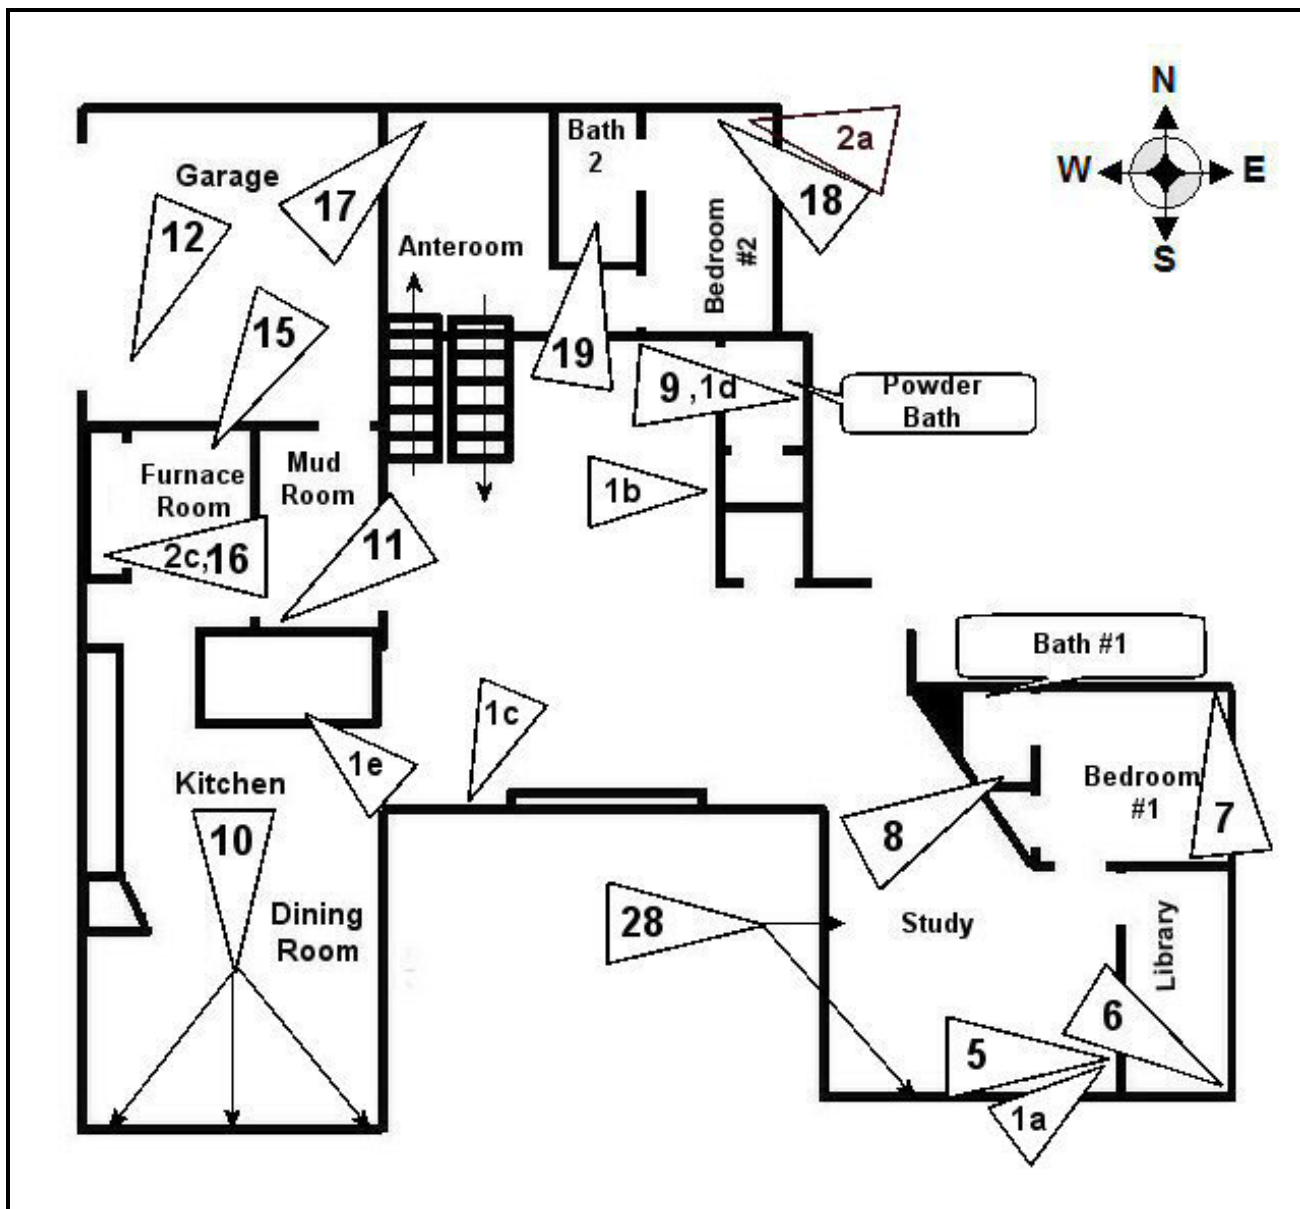 N
W E
S
Bath
2
2a
Garage
17
18
12
Anteroom
Bedroom
#2
15
19
9 ,1d
Powder
Bath
Furnace
Room
Mud
Room
1b
2c,16
11
Bath #1
1c
1e
Kitchen
Bedroom
#1
7
8
10
Dining
Room
28
Study
Library
6
5
1a